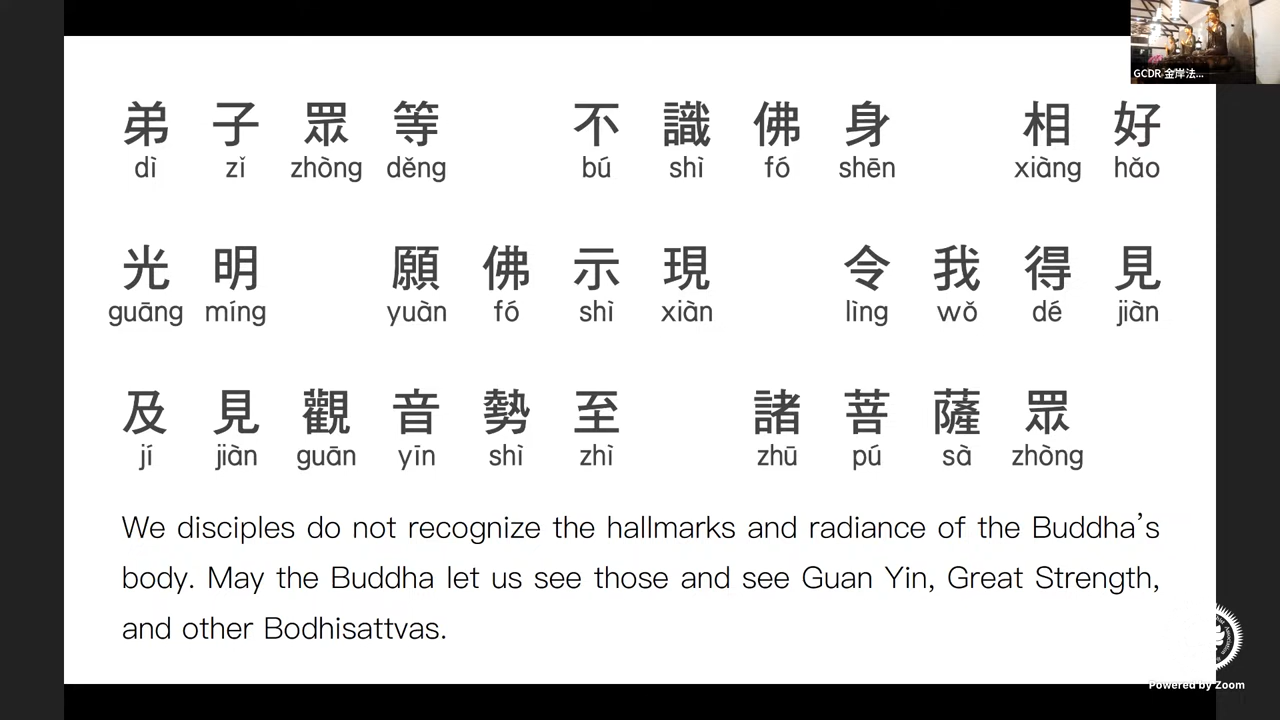 GCDR 金岸法...
弟子眾等 不識佛身 相好
dì zǐ zhòng děng bú shì fó shēn xiàng hǎo
光明 願佛示現 令我得見
guāng míng yuàn fó shì xiàn lìng wǒ dé jiàn
及見觀音勢至 諸菩薩眾
jí jiàn guān yīn shì zhì zhū pú sà zhòng
We disciples do not recognize the hallmarks and radiance of the Buddha’s
body. May the Buddha let us see those and see Guan Yin, Great Strength,
and other Bodhisattvas.
Powered by Zoom